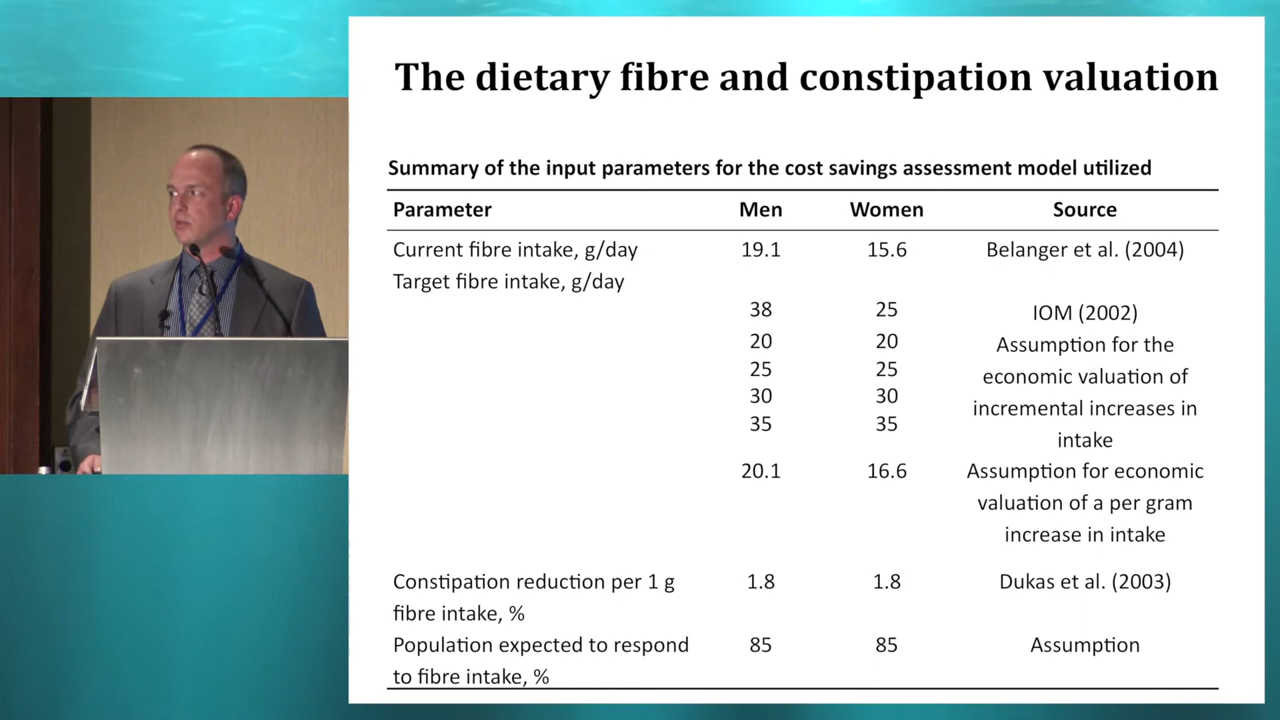 The dietary fibre and constipation valuation
Summary of the input parameters for the cost savings assessment model utilized
Parameter Men Women Source
Current fibre intake, g/day 19.1 15.6 Belanger et al. (2004)
Target fibre intake, g/day
38 25 IOM (2002)
20 20 Assumption for the
25 25 economic valuation of
30 30 incremental increases in
35 35 intake
20.1 16.6 Assumption for economic
valuation of a per gram
increase in intake
Constipation reduction per 1 g 1.8 1.8 Dukas et al. (2003)
fibre intake, %
Population expected to respond 85 85 Assumption
to fibre intake, %